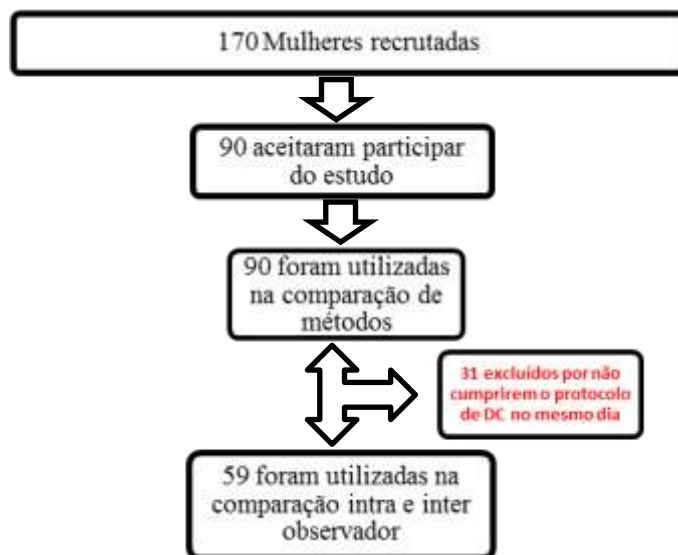 170 Mulheres recrutadas
90 aceitaram participar
do estudo
90 foram utilizadas
na comparação de
métodos
31 excluídos por não
cumprirem o protocolo
de DC no mesmo dia
59 foram utilizadas na
comparação intra e inter
observador